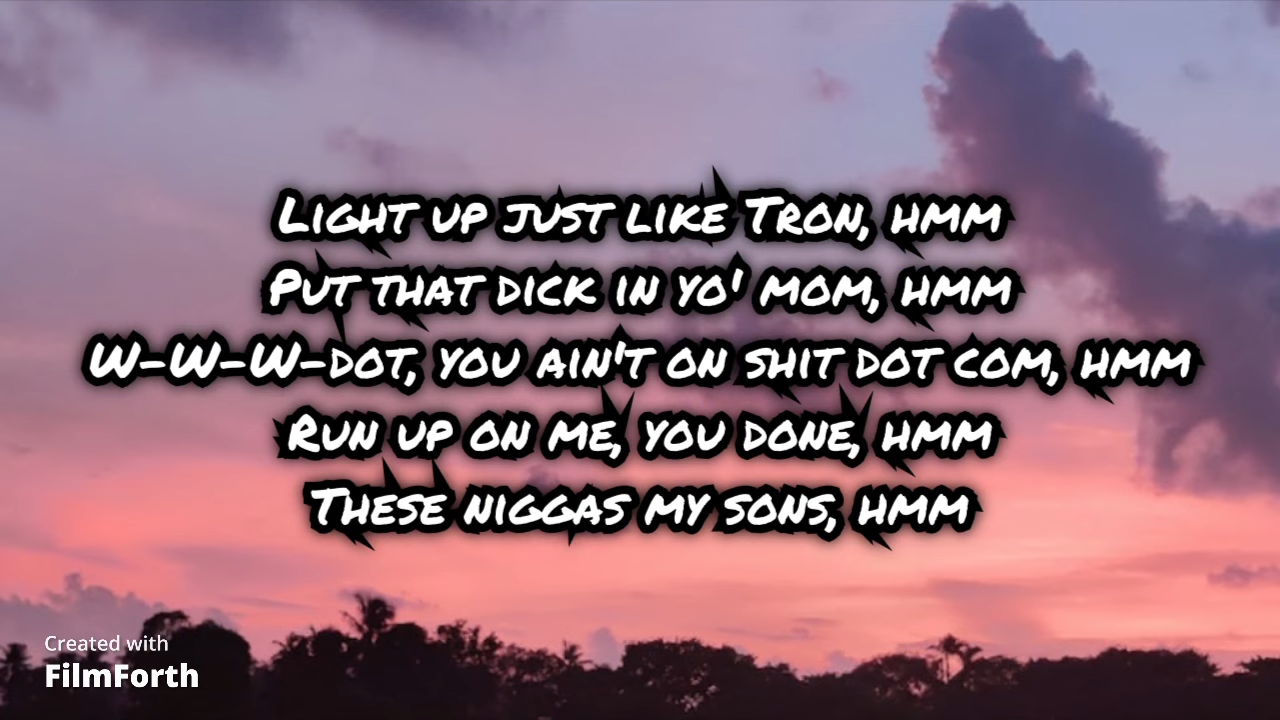 Light up just like Tron, hmm
Put that dick in yo' mom, hmm
W-W-W-dot, you ain't on shit dot com, hmm
Run up on me, you done, hmm
These niggas my sons, hmm
Created with
FilmForth